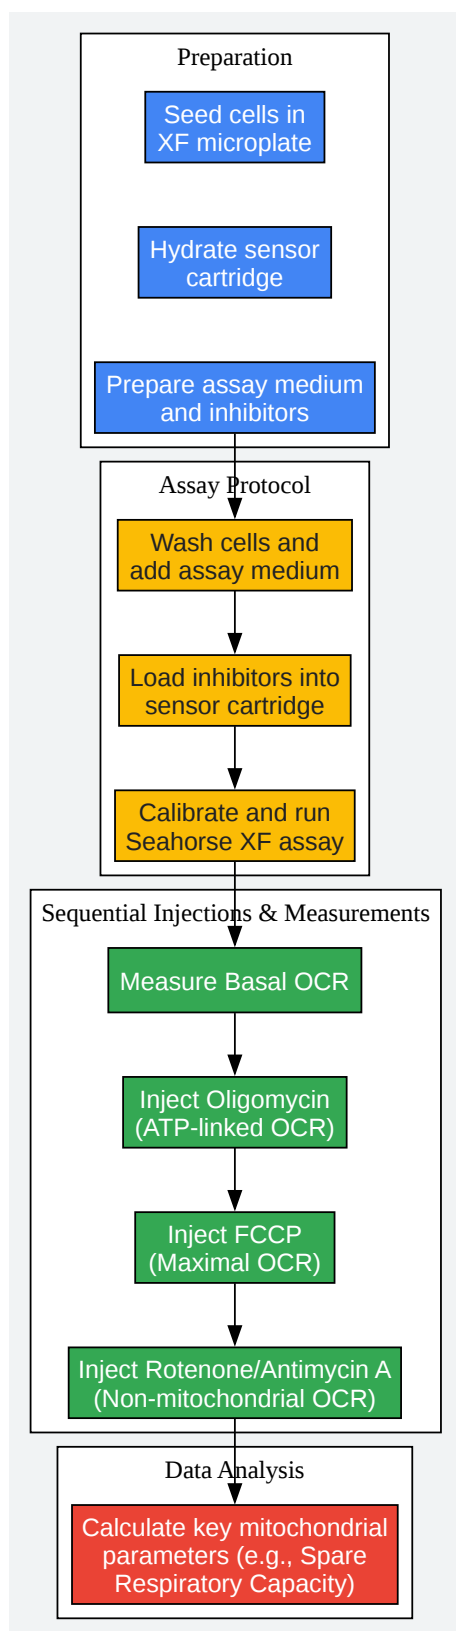 Preparation
Seed cells in
XF microplate
Hydrate sensor
cartridge
Prepare assay medium
and inhibitors
Assay Protocol
Wash cells and
add assay medium
Load inhibitors into
sensor cartridge
Calibrate and run
Seahorse XF assay
Sequential Injections & Measurements
Measure Basal OCR
Inject Oligomycin
(ATP-linked OCR)
Inject FCCP
(Maximal OCR)
Inject Rotenone/Antimycin A
(Non-mitochondrial OCR)
Data Analysis
Calculate key mitochondrial
parameters (e.g., Spare
Respiratory Capacity)